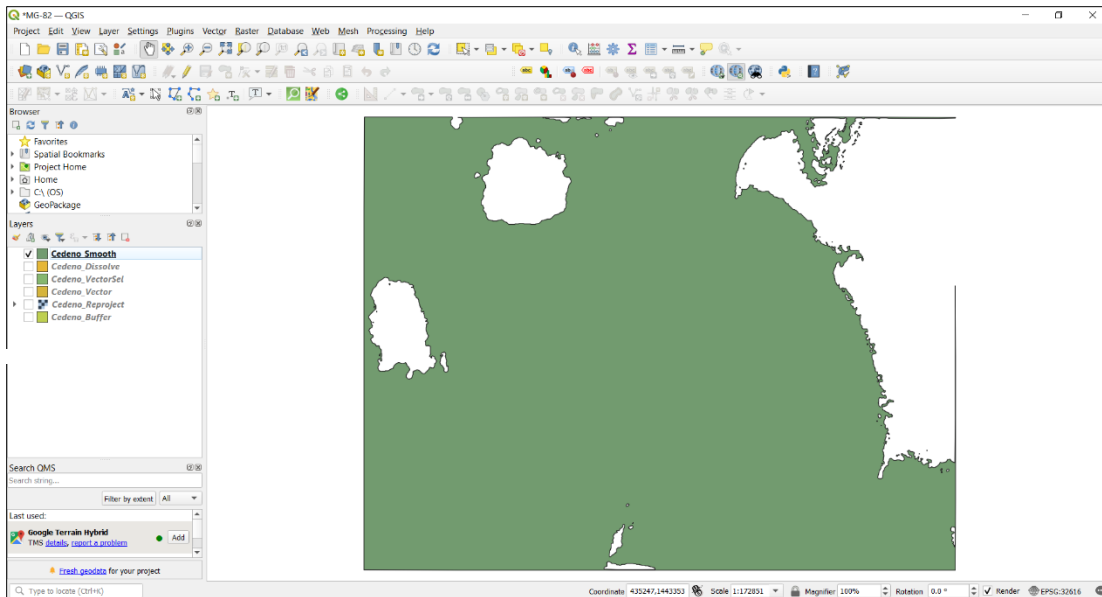 *MG-82 — QGIS
Project Edit View Layer Settings Plugins Vector Raster Database Web Mesh Processing Help
Browser
Favorites
Spatial Bookmarks
Project Home
Home
C:\ (OS)
GeoPackage
Layers
Cedeno_Smooth
Cedeno_Dissolve
Cedeno_VectorSel
Cedeno_Vector
Cedeno_Reproject
Cedeno_Buffer
Search QMS
Search string...
Filter by extent All
Last used:
Google Terrain Hybrid
TMS details, report a problem
Add
Fresh geodata for your project
Type to locate (Ctrl+K)
Coordinate 435247,1443353 Scale 1:172851 Magnifier 100% Rotation 0.0 ° Render EPSG:32616